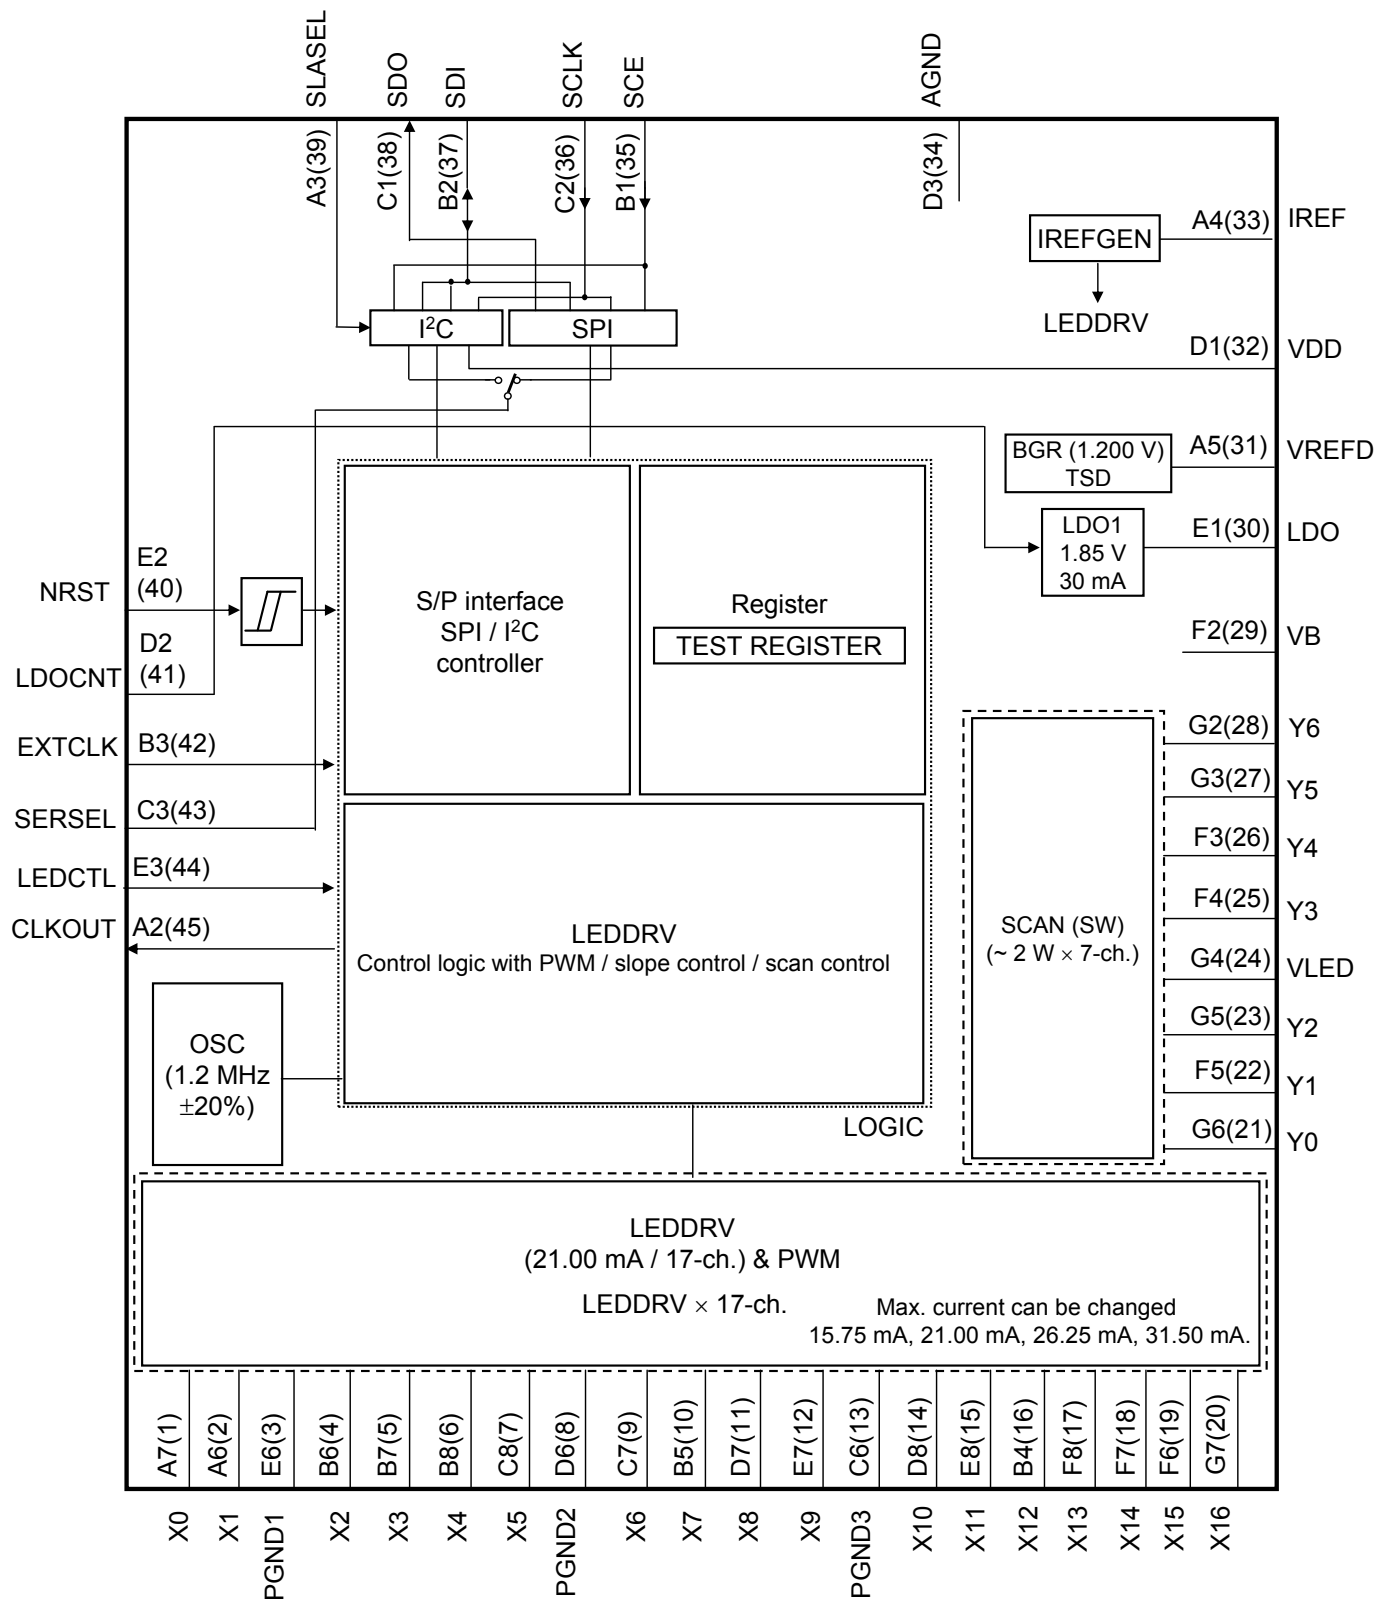 SLASEL
SDO
SDI
SCLK
SCE
AGND
A3(39)
C1(38)
B2(37)
C2(36)
B1(35)
D3(34)
A4(33)
IREF
IREFGEN
LEDDRV
I²C
SPI
D1(32)
VDD
BGR (1.200 V)
TSD
A5(31)
VREFD
LDO1
1.85 V
30 mA
E1(30)
LDO
E2
(40)
NRST
D2
(41)
LDOCNT
S/P interface
SPI / I²C
controller
Register
TEST REGISTER
F2(29)
VB
EXTCLK
B3(42)
SERSEL
C3(43)
LEDCTL
E3(44)
CLKOUT
A2(45)
G2(28)
Y6
G3(27)
Y5
F3(26)
Y4
F4(25)
Y3
G4(24)
VLED
G5(23)
Y2
F5(22)
Y1
G6(21)
Y0
SCAN (SW)
(~ 2 W × 7-ch.)
LEDDRV
Control logic with PWM / slope control / scan control
OSC
(1.2 MHz
±20%)
LOGIC
LEDDRV
(21.00 mA / 17-ch.) & PWM
LEDDRV × 17-ch.
Max. current can be changed
15.75 mA, 21.00 mA, 26.25 mA, 31.50 mA.
A7(1)
A6(2)
E6(3)
B6(4)
B7(5)
B8(6)
C8(7)
D6(8)
C7(9)
B5(10)
D7(11)
E7(12)
C6(13)
D8(14)
E8(15)
B4(16)
F8(17)
F7(18)
F6(19)
G7(20)
X0
X1
PGND1
X2
X3
X4
X5
PGND2
X6
X7
X8
X9
PGND3
X10
X11
X12
X13
X14
X15
X16